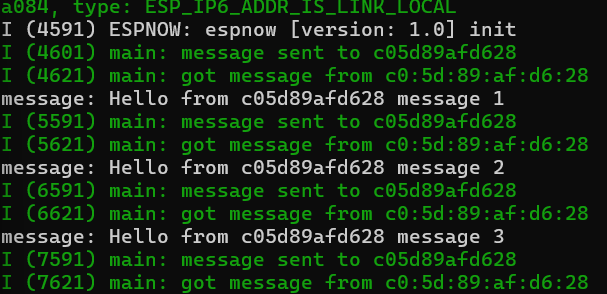 a084, type: ESP_IP6_ADDR_IS_LINK_LOCAL
I (4591) ESPNOW: espnow [version: 1.0] init
I (4601) main: message sent to c05d89afd628
I (4621) main: got message from c0:5d:89:af:d6:28
message: Hello from c05d89afd628 message 1
I (5591) main: message sent to c05d89afd628
I (5621) main: got message from c0:5d:89:af:d6:28
message: Hello from c05d89afd628 message 2
I (6591) main: message sent to c05d89afd628
I (6621) main: got message from c0:5d:89:af:d6:28
message: Hello from c05d89afd628 message 3
I (7591) main: message sent to c05d89afd628
I (7621) main: got message from c0:5d:89:af:d6:28